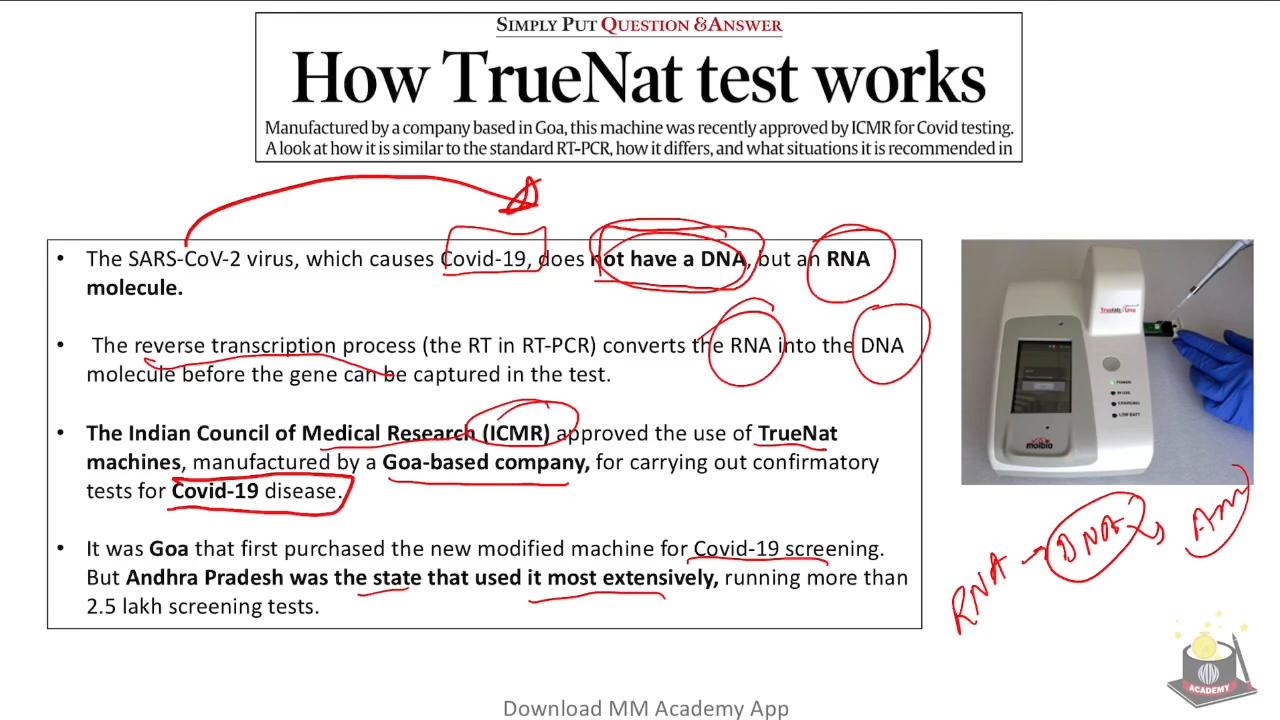 SIMPLY PUT QUESTION & ANSWER
How TrueNat test works
Manufactured by a company based in Goa, this machine was recently approved by ICMR for Covid testing.
A look at how it is similar to the standard RT-PCR, how it differs, and what situations it is recommended in
• The SARS-CoV-2 virus, which causes Covid-19, does not have a DNA, but an RNA
molecule.
• The reverse transcription process (the RT in RT-PCR) converts the RNA into the DNA
molecule before the gene can be captured in the test.
• The Indian Council of Medical Research (ICMR) approved the use of TrueNat
machines, manufactured by a Goa-based company, for carrying out confirmatory
tests for Covid-19 disease.
• It was Goa that first purchased the new modified machine for Covid-19 screening.
But Andhra Pradesh was the state that used it most extensively, running more than
2.5 lakh screening tests.
POWER
IN USE
CHARGING
LOW BATT
molbio
RNA → DNA
MM
ACADEMY
Download MM Academy App